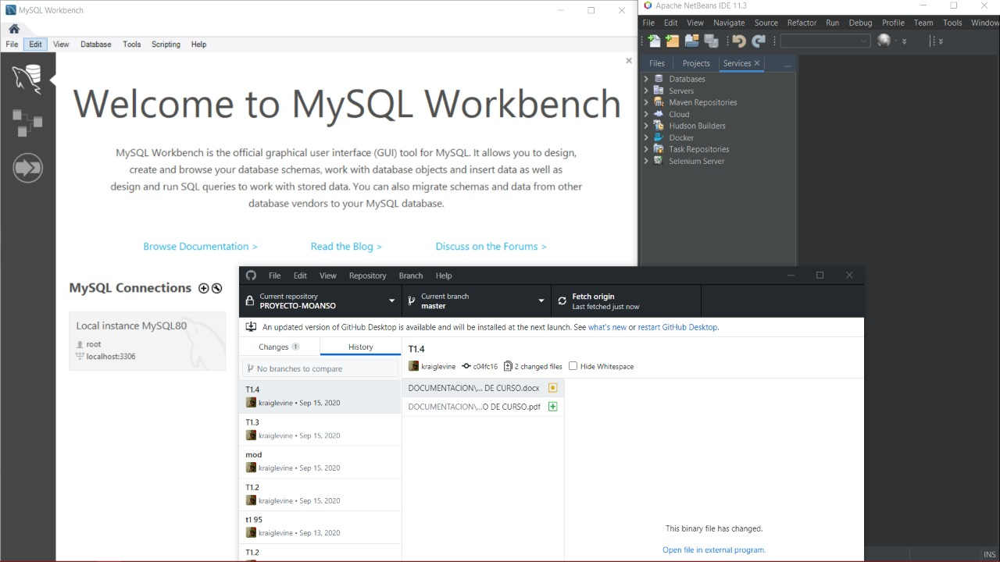 MySQL Workbench
File Edit View Database Tools Scripting Help
Welcome to MySQL Workbench
MySQL Workbench is the official graphical user interface (GUI) tool for MySQL. It allows you to design,
create and browse your database schemas, work with database objects and insert data as well as
design and run SQL queries to work with stored data. You can also migrate schemas and data from other
database vendors to your MySQL database.
Browse Documentation >
Read the Blog >
Discuss on the Forums >
MySQL Connections
Local instance MySQL80
root
localhost:3306
Apache NetBeans IDE 11.3
File Edit View Navigate Source Refactor Run Debug Profile Team Tools Window
Files Projects Services
Databases
Servers
Maven Repositories
Cloud
Hudson Builders
Docker
Task Repositories
Selenium Server
INS
File Edit View Repository Branch Help
Current repository
PROYECTO-MOANSO
Current branch
master
Fetch origin
Last fetched just now
An updated version of GitHub Desktop is available and will be installed at the next launch. See what's new or restart GitHub Desktop.
Changes 1
History
No branches to compare
T1.4
kraiglevine • Sep 15, 2020
T1.3
kraiglevine • Sep 15, 2020
mod
kraiglevine • Sep 15, 2020
T1.2
kraiglevine • Sep 15, 2020
t1 95
kraiglevine • Sep 13, 2020
T1.2
T1.4
kraiglevine c04fc16 2 changed files Hide Whitespace
DOCUMENTACION\... DE CURSO.docx
DOCUMENTACION\...O DE CURSO.pdf
This binary file has changed.
Open file in external program.